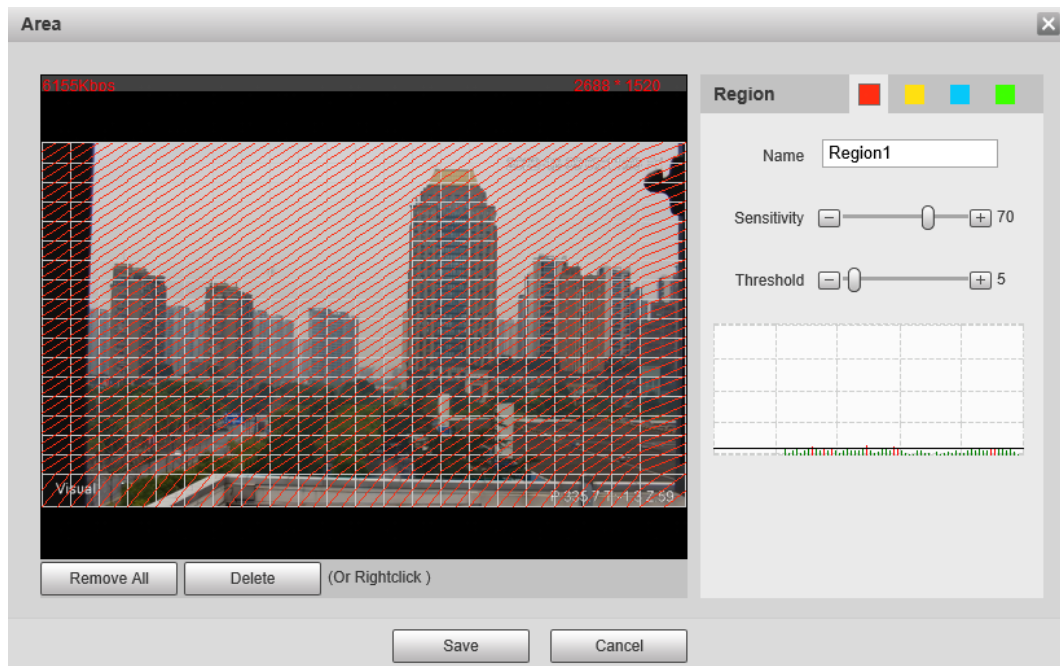 Area
6155Kbps
2688 * 1520
Region
Name
Region1
Sensitivity
70
Threshold
5
Visual
Remove All
Delete
(Or Rightclick )
Save
Cancel